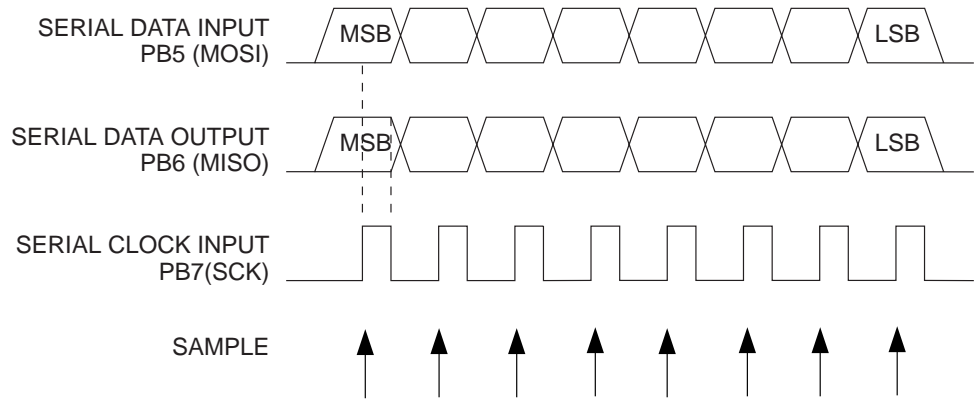 SERIAL DATA INPUT
PB5 (MOSI)
MSB
LSB
SERIAL DATA OUTPUT
PB6 (MISO)
MSB
LSB
SERIAL CLOCK INPUT
PB7(SCK)
SAMPLE